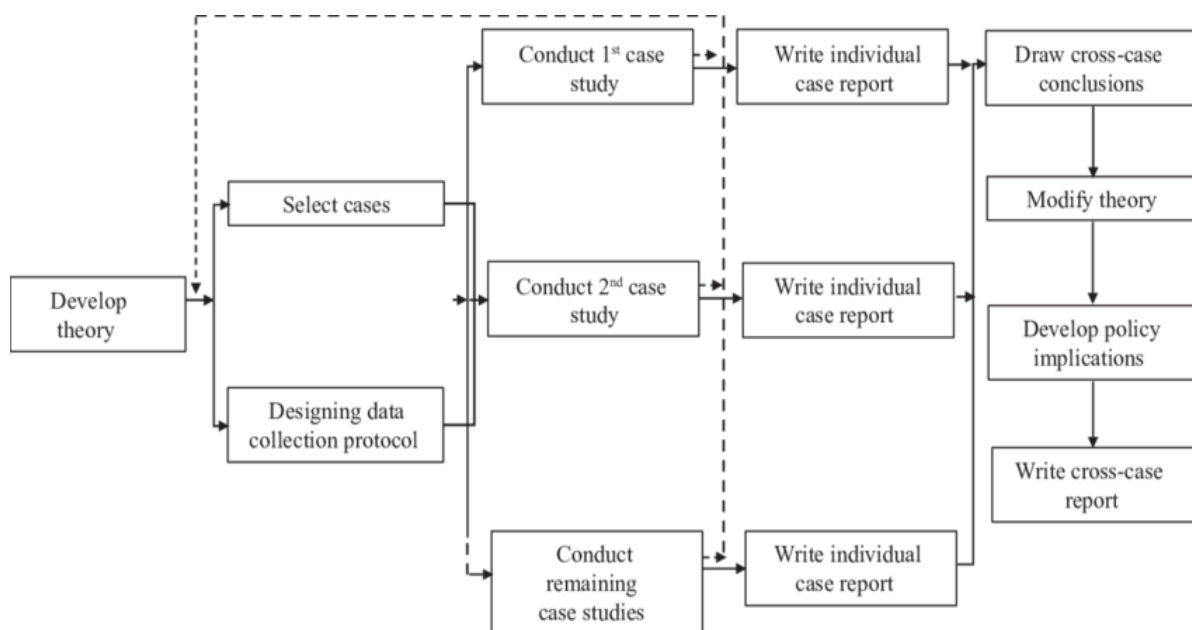 Develop
theory
Select cases
Designing data
collection protocol
Conduct 1st case
study
Conduct 2nd case
study
Conduct
remaining
case studies
Write individual
case report
Write individual
case report
Write individual
case report
Draw cross-case
conclusions
Modify theory
Develop policy
implications
Write cross-case
report